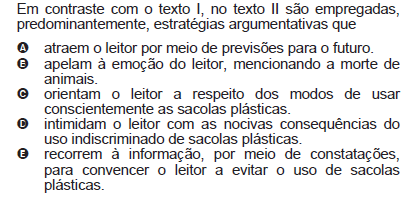 Em contraste com o texto I, no texto II são empregadas,
predominantemente, estratégias argumentativas que
A atraem o leitor por meio de previsões para o futuro.
B apelam à emoção do leitor, mencionando a morte de
animais.
C orientam o leitor a respeito dos modos de usar
conscientemente as sacolas plásticas.
D intimidam o leitor com as nocivas consequências do
uso indiscriminado de sacolas plásticas.
E recorrem à informação, por meio de constatações,
para convencer o leitor a evitar o uso de sacolas
plásticas.